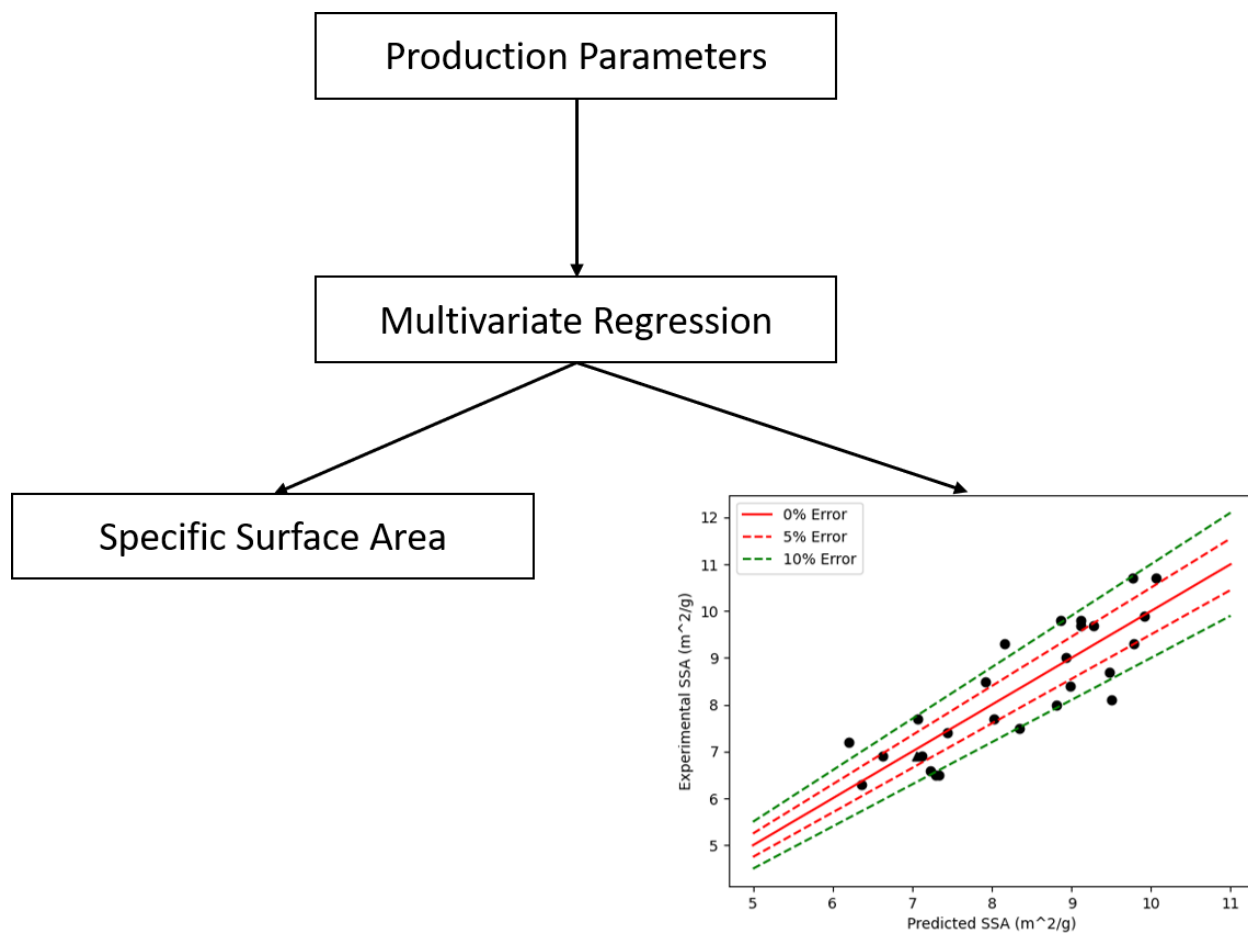 Production Parameters
Multivariate Regression
Specific Surface Area
0% Error
5% Error
10% Error
12
11
10
9
8
7
6
5
Experimental SSA (m^2/g)
5 6 7 8 9 10 11
Predicted SSA (m^2/g)